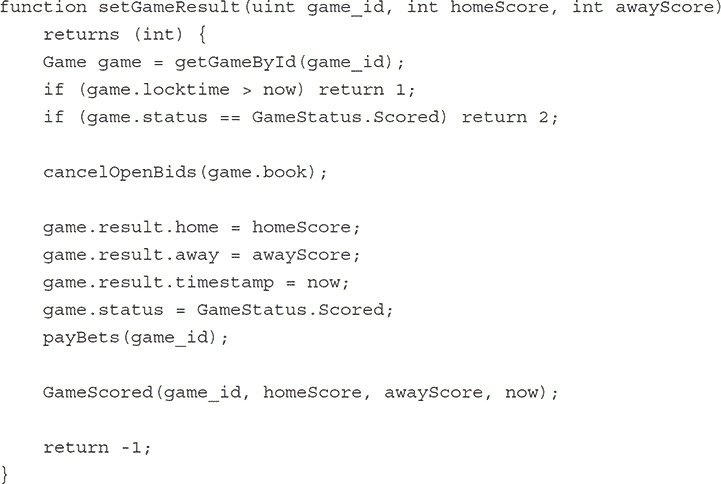 function setGameResult(uint game_id, int homeScore, int awayScore)
    returns (int) {
    Game game = getGameById(game_id);
    if (game.locktime > now) return 1;
    if (game.status == GameStatus.Scored) return 2;

    cancelOpenBids(game.book);

    game.result.home = homeScore;
    game.result.away = awayScore;
    game.result.timestamp = now;
    game.status = GameStatus.Scored;
    payBets(game_id);

    GameScored(game_id, homeScore, awayScore, now);

    return -1;
}